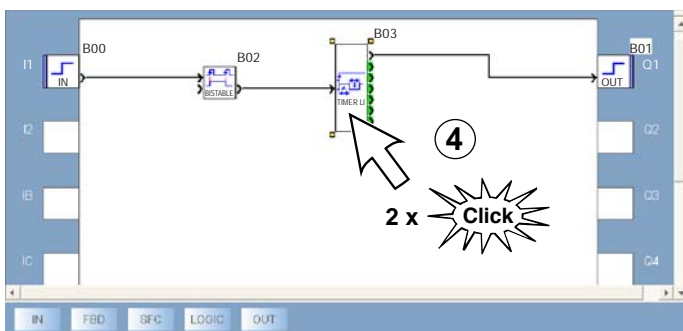 B00
B03
B01
I1
IN
B02
BISTABLE
TIMER LI
OUT
Q1
I2
4
Q2
IB
2 x
Click
Q3
IC
Q4
IN
FBD
SFC
LOGIC
OUT